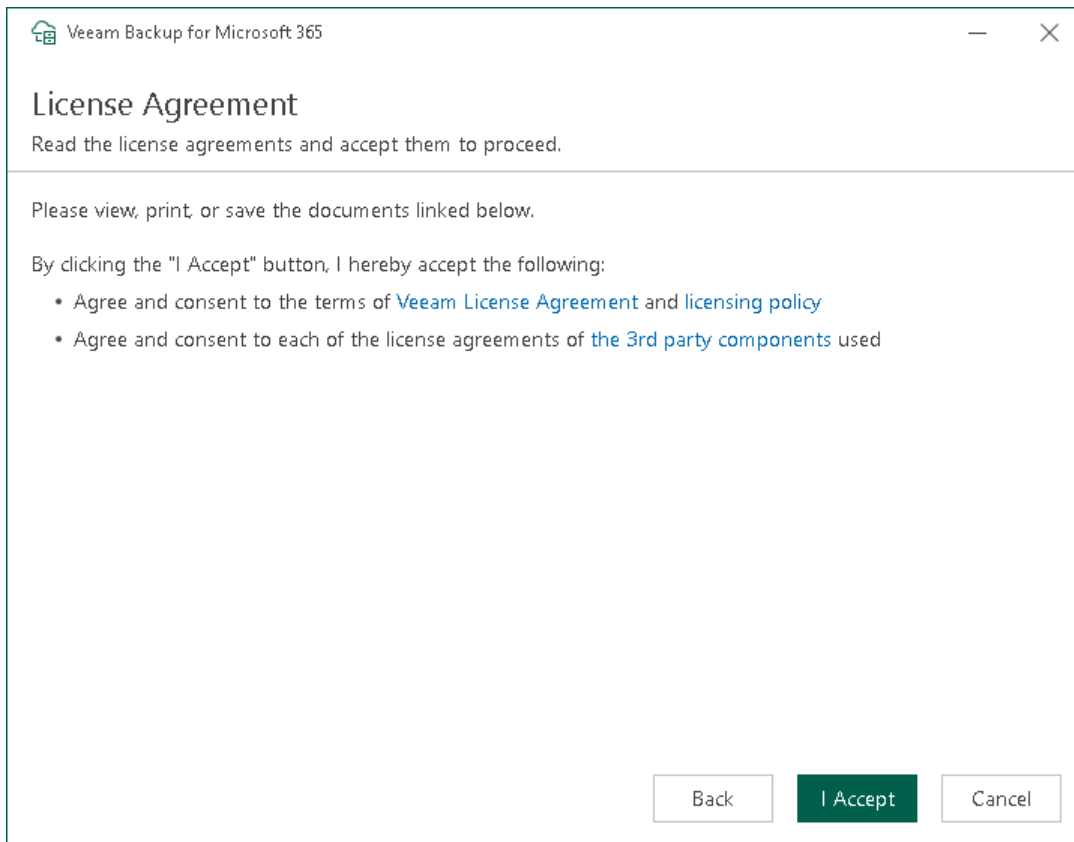 Veeam Backup for Microsoft 365
License Agreement
Read the license agreements and accept them to proceed.
Please view, print, or save the documents linked below.
By clicking the "I Accept" button, I hereby accept the following:
• Agree and consent to the terms of Veeam License Agreement and licensing policy
• Agree and consent to each of the license agreements of the 3rd party components used
Back I Accept Cancel